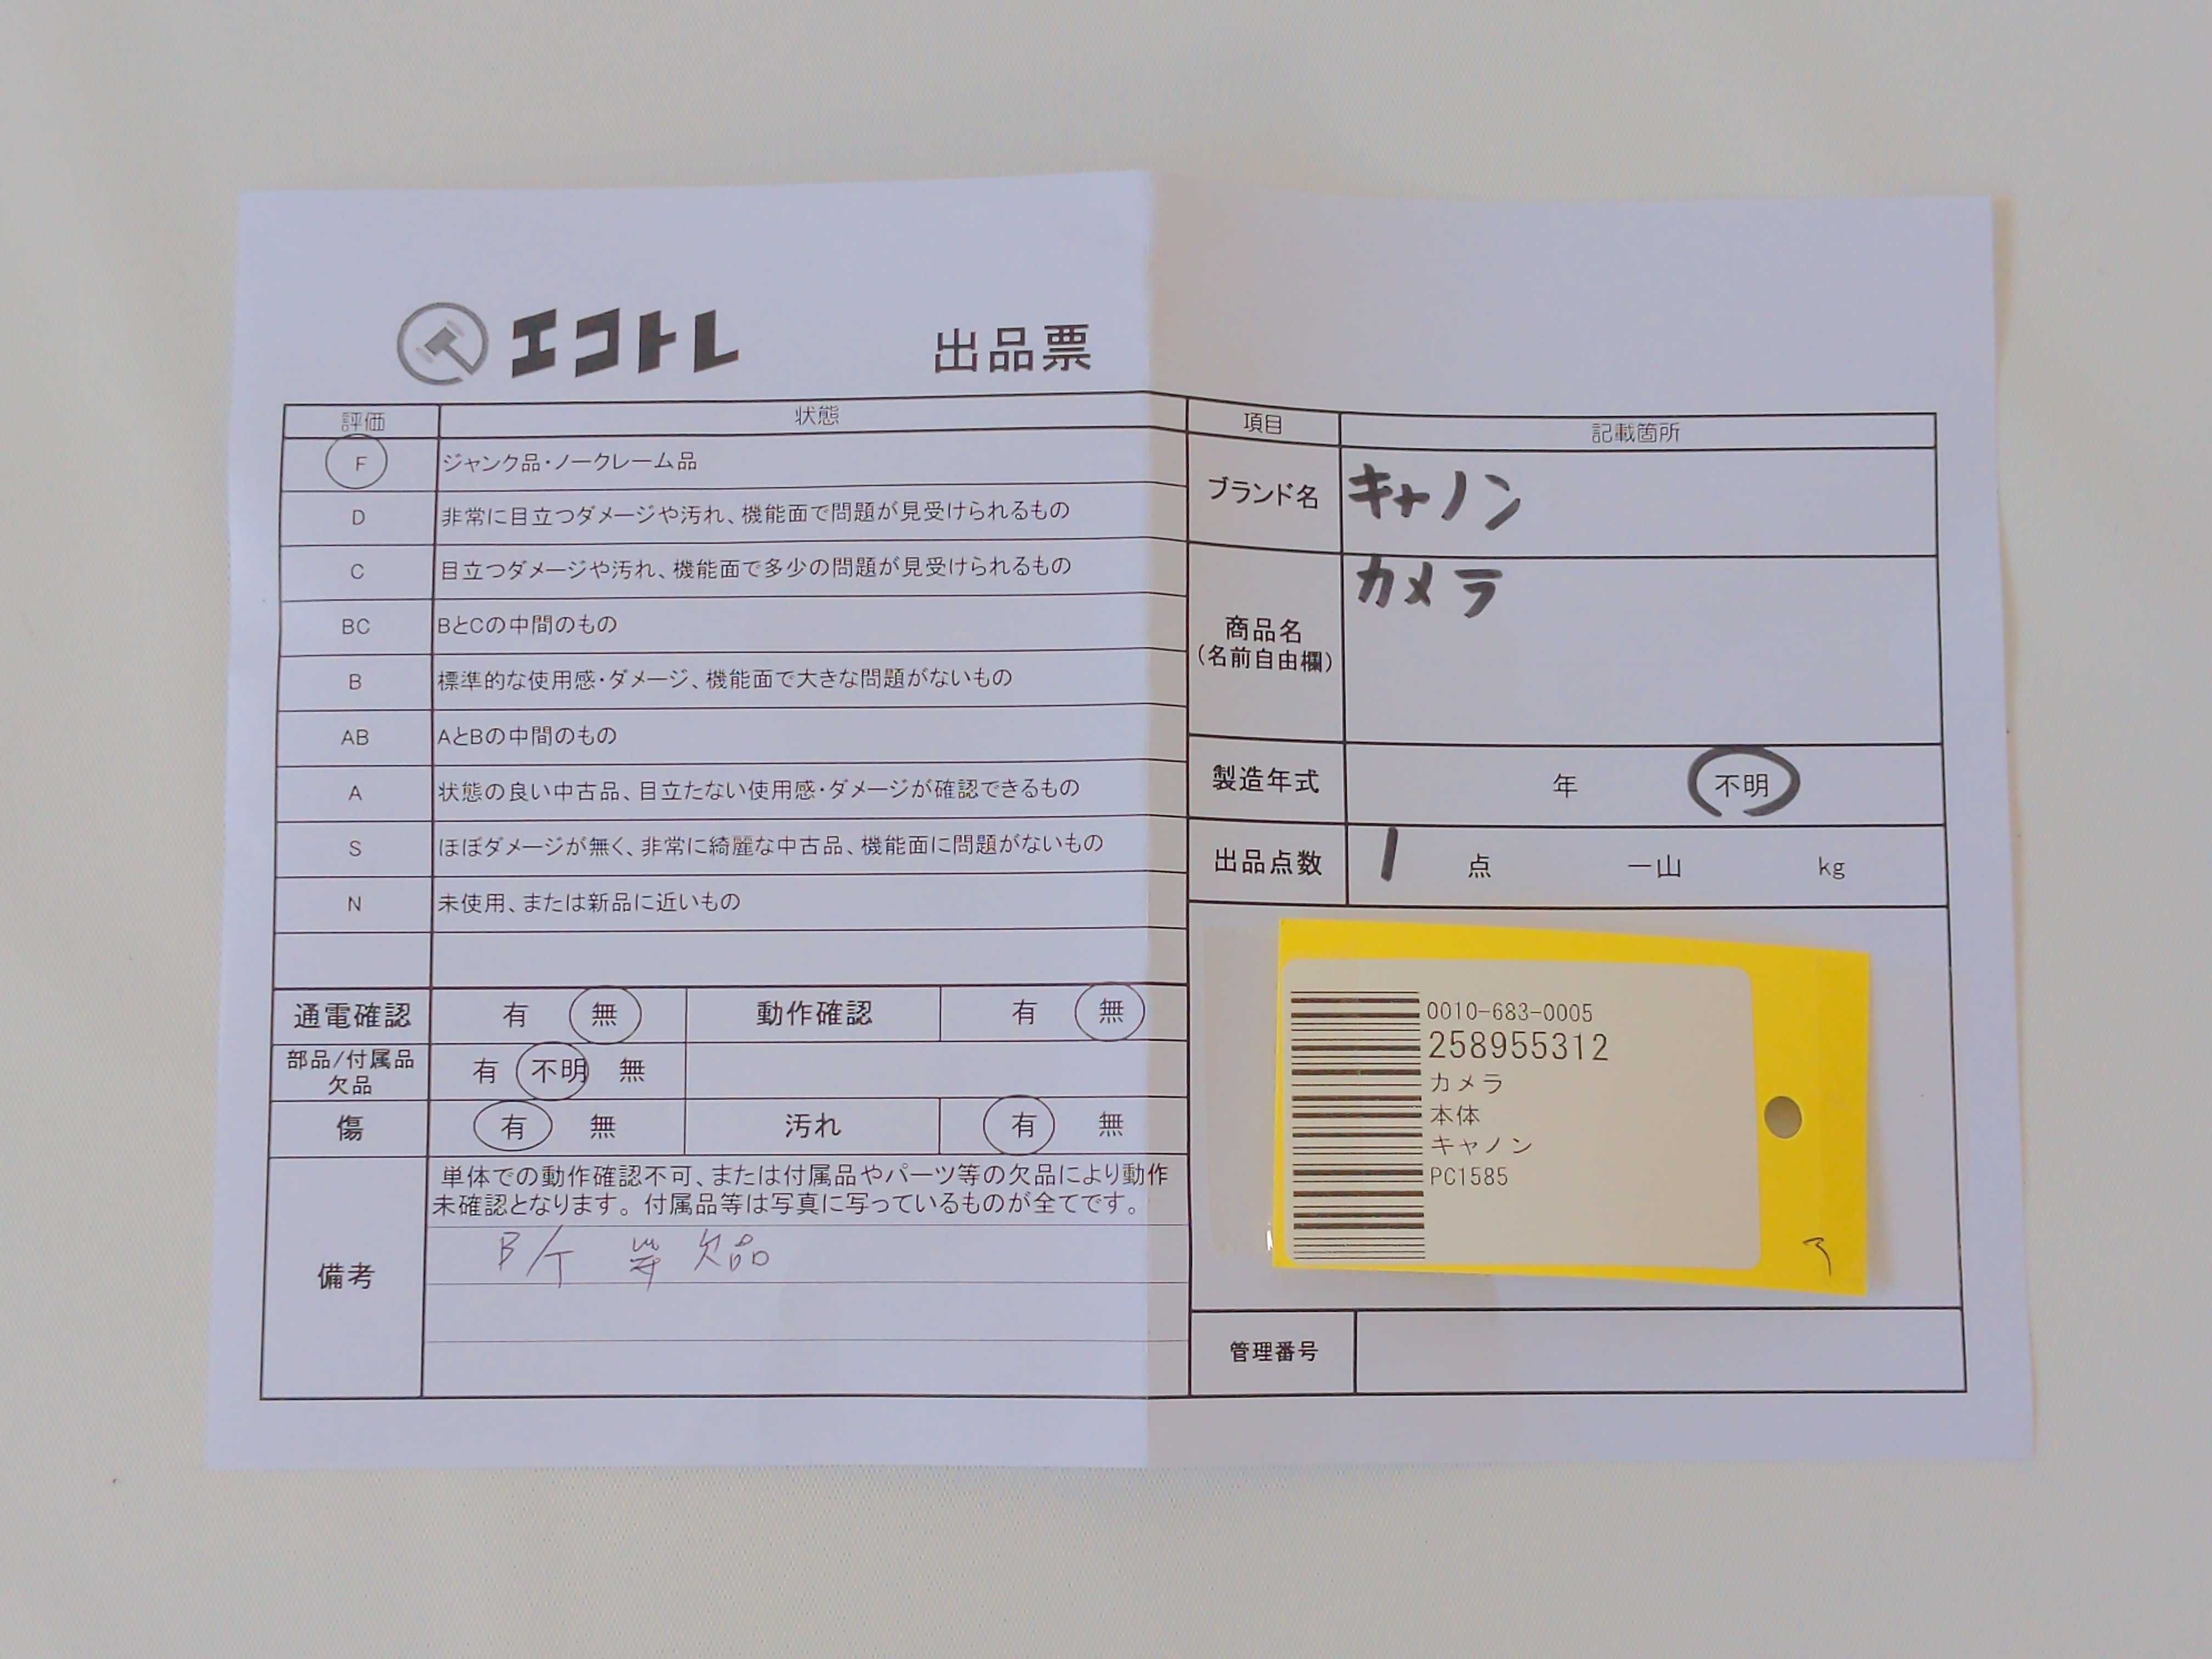 エコトレ 出品票
評価 状態
F ジャンク品・ノークレーム品
D 非常に目立つダメージや汚れ、機能面で問題が見受けられるもの
C 目立つダメージや汚れ、機能面で多少の問題が見受けられるもの
BC BとCの中間のもの
B 標準的な使用感・ダメージ、機能面で大きな問題がないもの
AB AとBの中間のもの
A 状態の良い中古品、目立たない使用感・ダメージが確認できるもの
S ほぼダメージが無く、非常に綺麗な中古品、機能面に問題がないもの
N 未使用、または新品に近いもの
通電確認 有 無 動作確認 有 無
部品/付属品
欠品 有 不明 無
傷 有 無 汚れ 有 無
備考
単体での動作確認不可、または付属品やパーツ等の欠品により動作
未確認となります。付属品等は写真に写っているものが全てです。
B/T 等 欠品
項目 記載箇所
ブランド名 キャノン
商品名
(名前自由欄)
カメラ
製造年式 年 不明
出品点数 1 点 一山 kg
0010-683-0005
258955312
カメラ
本体
キャノン
PC1585
管理番号